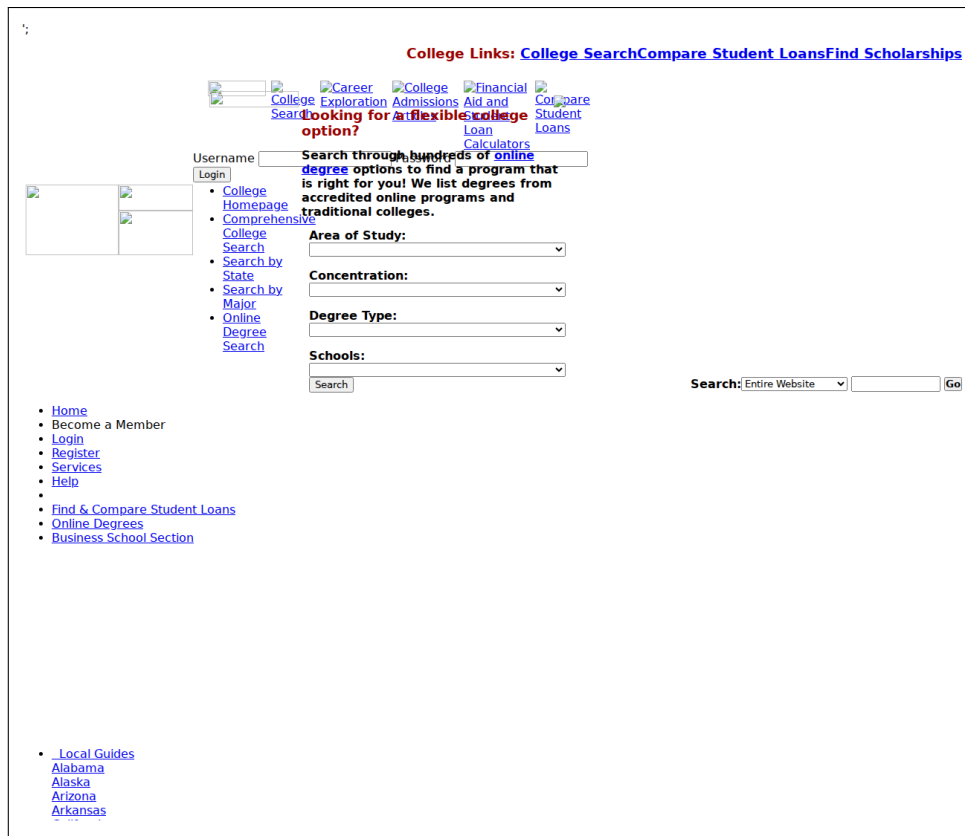 ';
College Links: College SearchCompare Student LoansFind Scholarships
College Search
Career Exploration
College Admissions Articles
Financial Aid and Student Loan Calculators
Compare Student Loans
Looking for a flexible college
option?
Username
Password
Login
Search through hundreds of online
degree options to find a program that
is right for you! We list degrees from
accredited online programs and
traditional colleges.
College
Homepage
Comprehensive
College
Search
Search by
State
Search by
Major
Online
Degree
Search
Area of Study:
Concentration:
Degree Type:
Schools:
Search
Search: Entire Website Go
Home
Become a Member
Login
Register
Services
Help
Find & Compare Student Loans
Online Degrees
Business School Section
Local Guides
Alabama
Alaska
Arizona
Arkansas